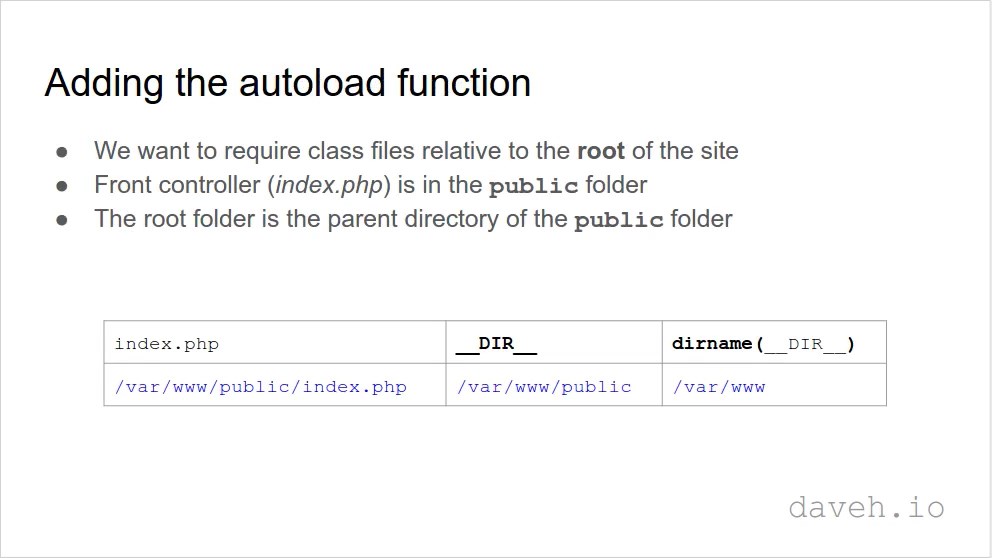 Adding the autoload function
● We want to require class files relative to the root of the site
● Front controller (index.php) is in the public folder
● The root folder is the parent directory of the public folder
index.php __DIR__ dirname(__DIR__)
/var/www/public/index.php /var/www/public /var/www
daveh.io